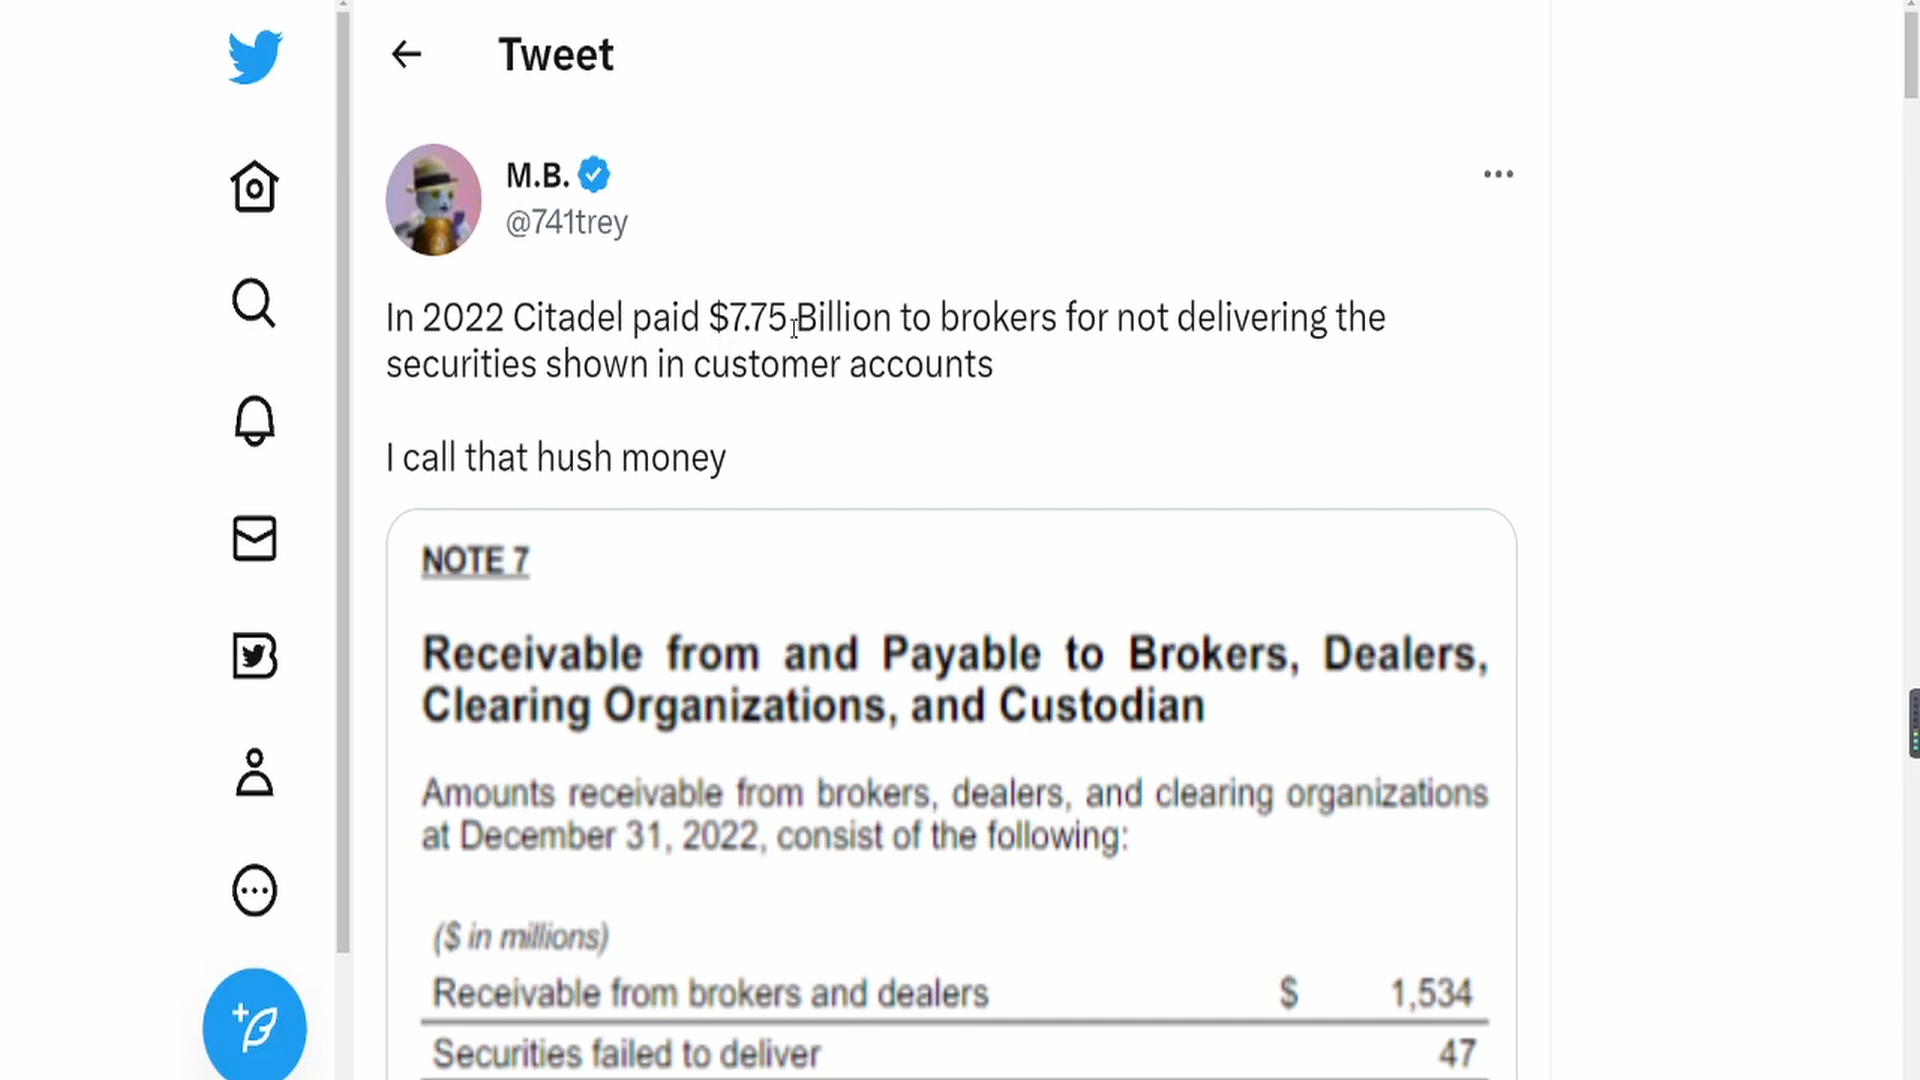 Tweet
M.B.
@741trey
In 2022 Citadel paid $7.75 Billion to brokers for not delivering the
securities shown in customer accounts
I call that hush money
NOTE 7
Receivable from and Payable to Brokers, Dealers,
Clearing Organizations, and Custodian
Amounts receivable from brokers, dealers, and clearing organizations
at December 31, 2022, consist of the following:
($ in millions)
Receivable from brokers and dealers $ 1,534
Securities failed to deliver 47